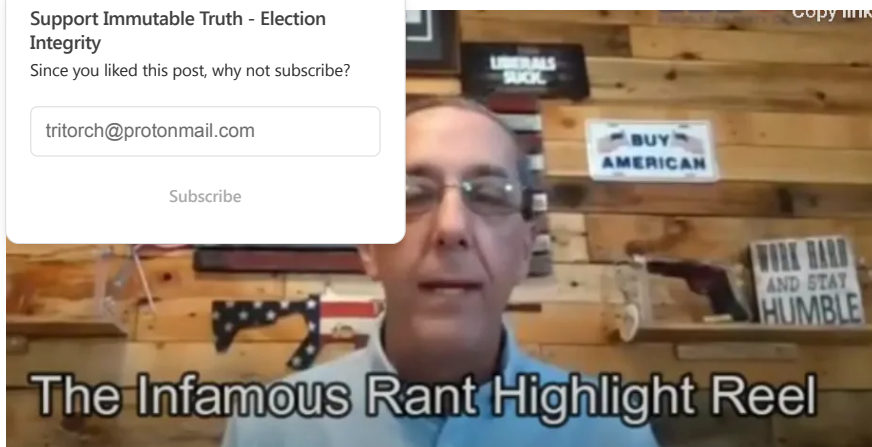 Support Immutable Truth - Election
Integrity
Since you liked this post, why not subscribe?
tritorch@protonmail.com
Subscribe
Copy link
LIBERALS
SUCK.
BUY
AMERICAN
WORK HARD
AND STAY
HUMBLE
The Infamous Rant Highlight Reel